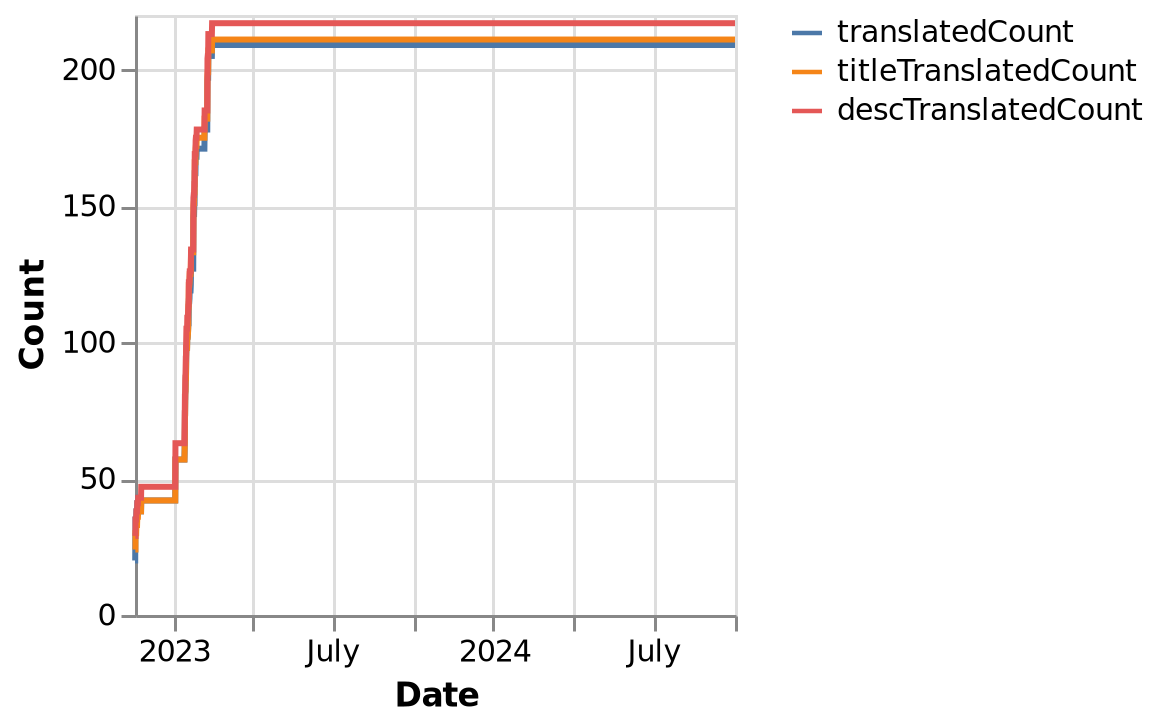 translatedCount
titleTranslatedCount
descTranslatedCount
200
150
100
50
0
Count
2023
July
2024
July
Date